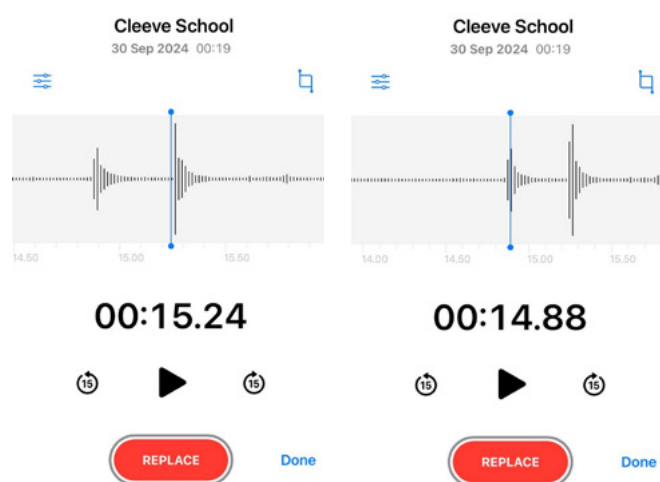 Cleeve School
30 Sep 2024 00:19
14.50 15.00 15.50
00:15.24
15 15
REPLACE Done
Cleeve School
30 Sep 2024 00:19
14.00 14.50 15.00 15.50
00:14.88
15 15
REPLACE Done